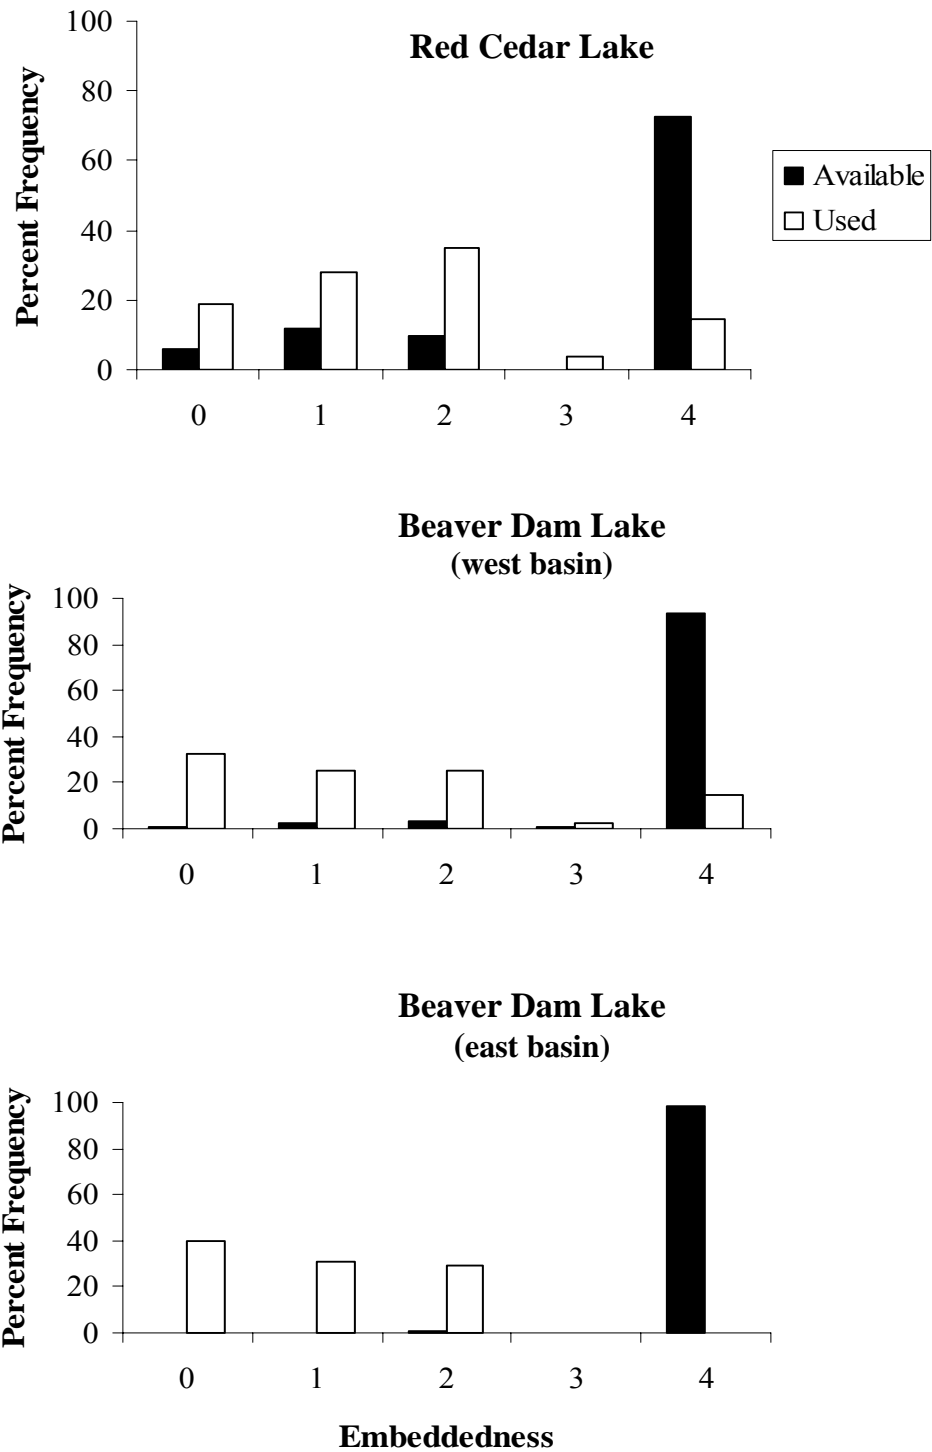 Red Cedar Lake
Percent Frequency
100
80
60
40
20
0
0 1 2 3 4
Available
Used
Beaver Dam Lake
(west basin)
Percent Frequency
100
80
60
40
20
0
0 1 2 3 4
Beaver Dam Lake
(east basin)
Percent Frequency
100
80
60
40
20
0
0 1 2 3 4
Embeddedness